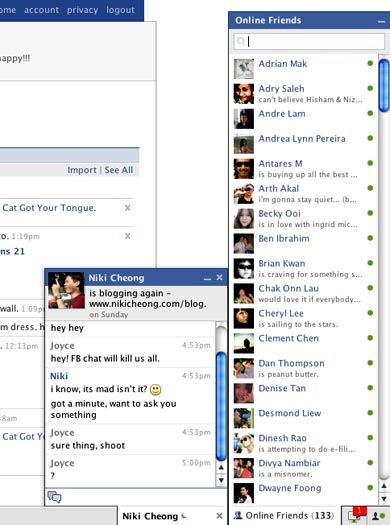 ome account privacy logout
happy!!!
Import | See All
Cat Got Your Tongue. x
to. 1:19pm x
ns 21
wall. 1:09p
m dress. h
. 12:13pm
48am
Cat Got Yo
Niki Cheong
is blogging again –
www.nikicheong.com/blog.
on Sunday
hey hey
Joyce 4:53pm
hey! FB chat will kill us all.
Niki 4:53pm
i know, its mad isn't it?
got a minute, want to ask you
something
Joyce 4:53pm
sure thing, shoot
Joyce 5:00pm
?
Niki Cheong
Online Friends
Adrian Mak
Adry Saleh
can't believe Hisham & Niz...
Andre Lam
Andrea Lynn Pereira
Antares M
is buying up all the best ...
Arth Akal
i'm gonna stay quiet... (b...
Becky Ooi
is in love with ingrid mic...
Ben Ibrahim
Brian Kwan
is craving for something s...
Chak Onn Lau
would love it if everybody...
Cheryl Lee
is sailing to the stars.
Clement Chen
Dan Thompson
is peanut butter.
Denise Tan
Desmond Liew
Dinesh Rao
is attempting to do e-fili...
Divya Nambiar
is a misnomer.
Dwayne Foong
Online Friends (133)
1